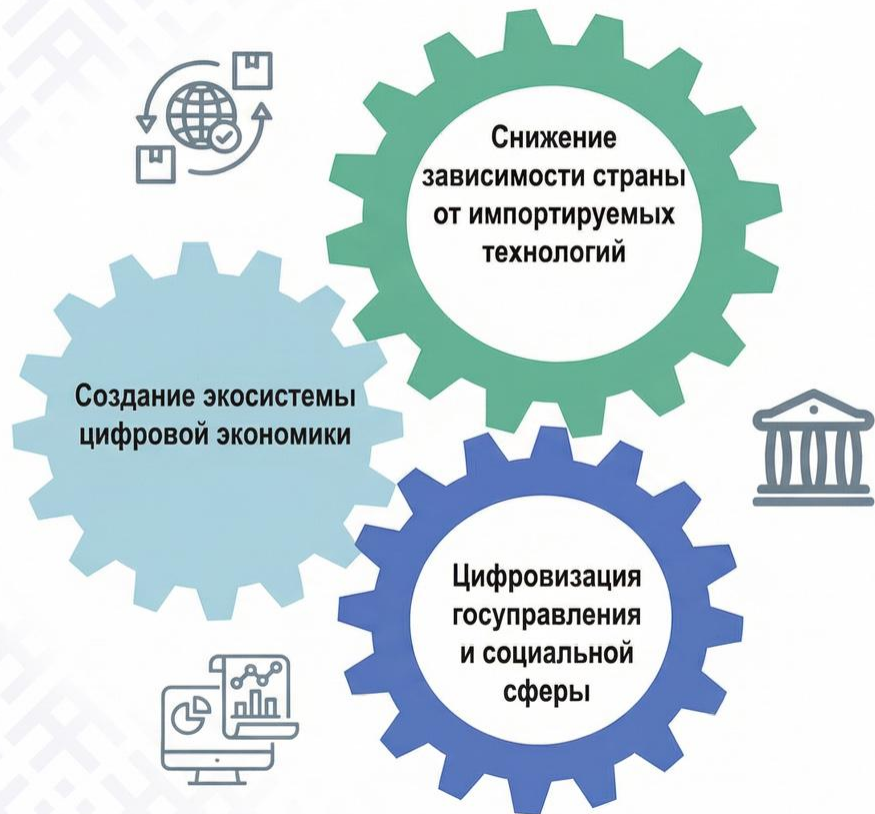 Снижение
зависимости страны
от импортируемых
технологий
Создание экосистемы
цифровой экономики
Цифровизация
госуправления
и социальной
сферы